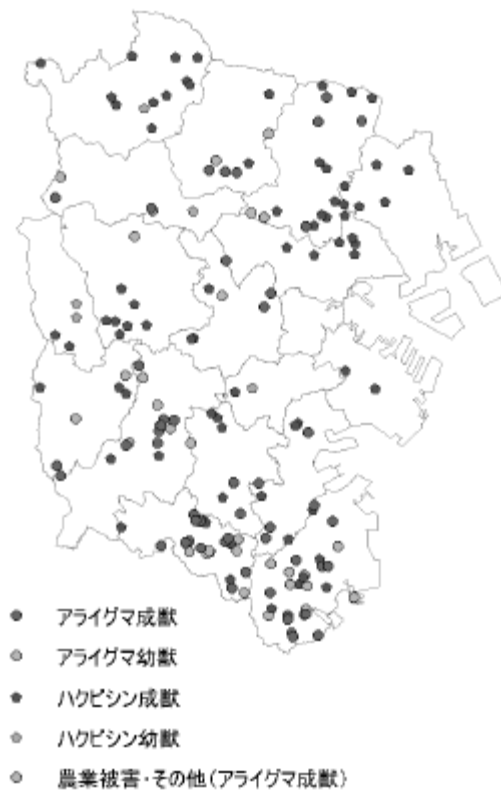 アライグマ成獣
アライグマ幼獣
ハクビシン成獣
ハクビシン幼獣
農業被害・その他(アライグマ成獣)